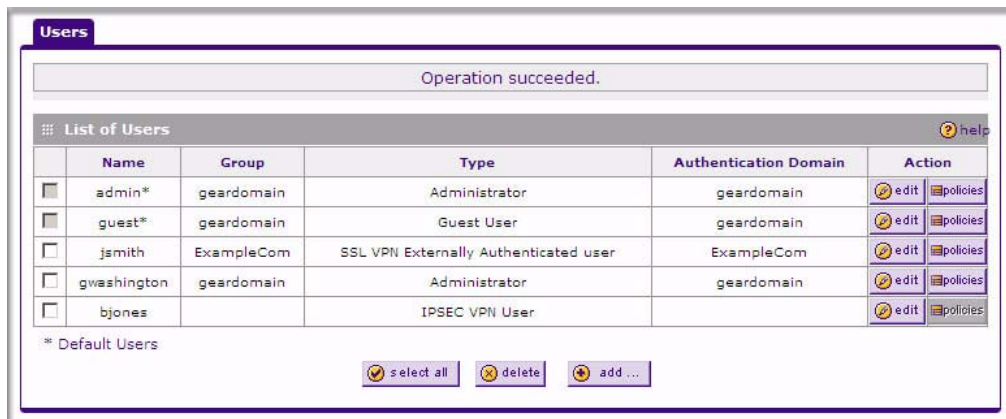 Users
Operation succeeded.
List of Users help
Name Group Type Authentication Domain Action
admin* geardomain Administrator geardomain edit policies
guest* geardomain Guest User geardomain edit policies
jsmith ExampleCom SSL VPN Externally Authenticated user ExampleCom edit policies
gwashington geardomain Administrator geardomain edit policies
bjones IPSEC VPN User edit policies
* Default Users
select all delete add ...